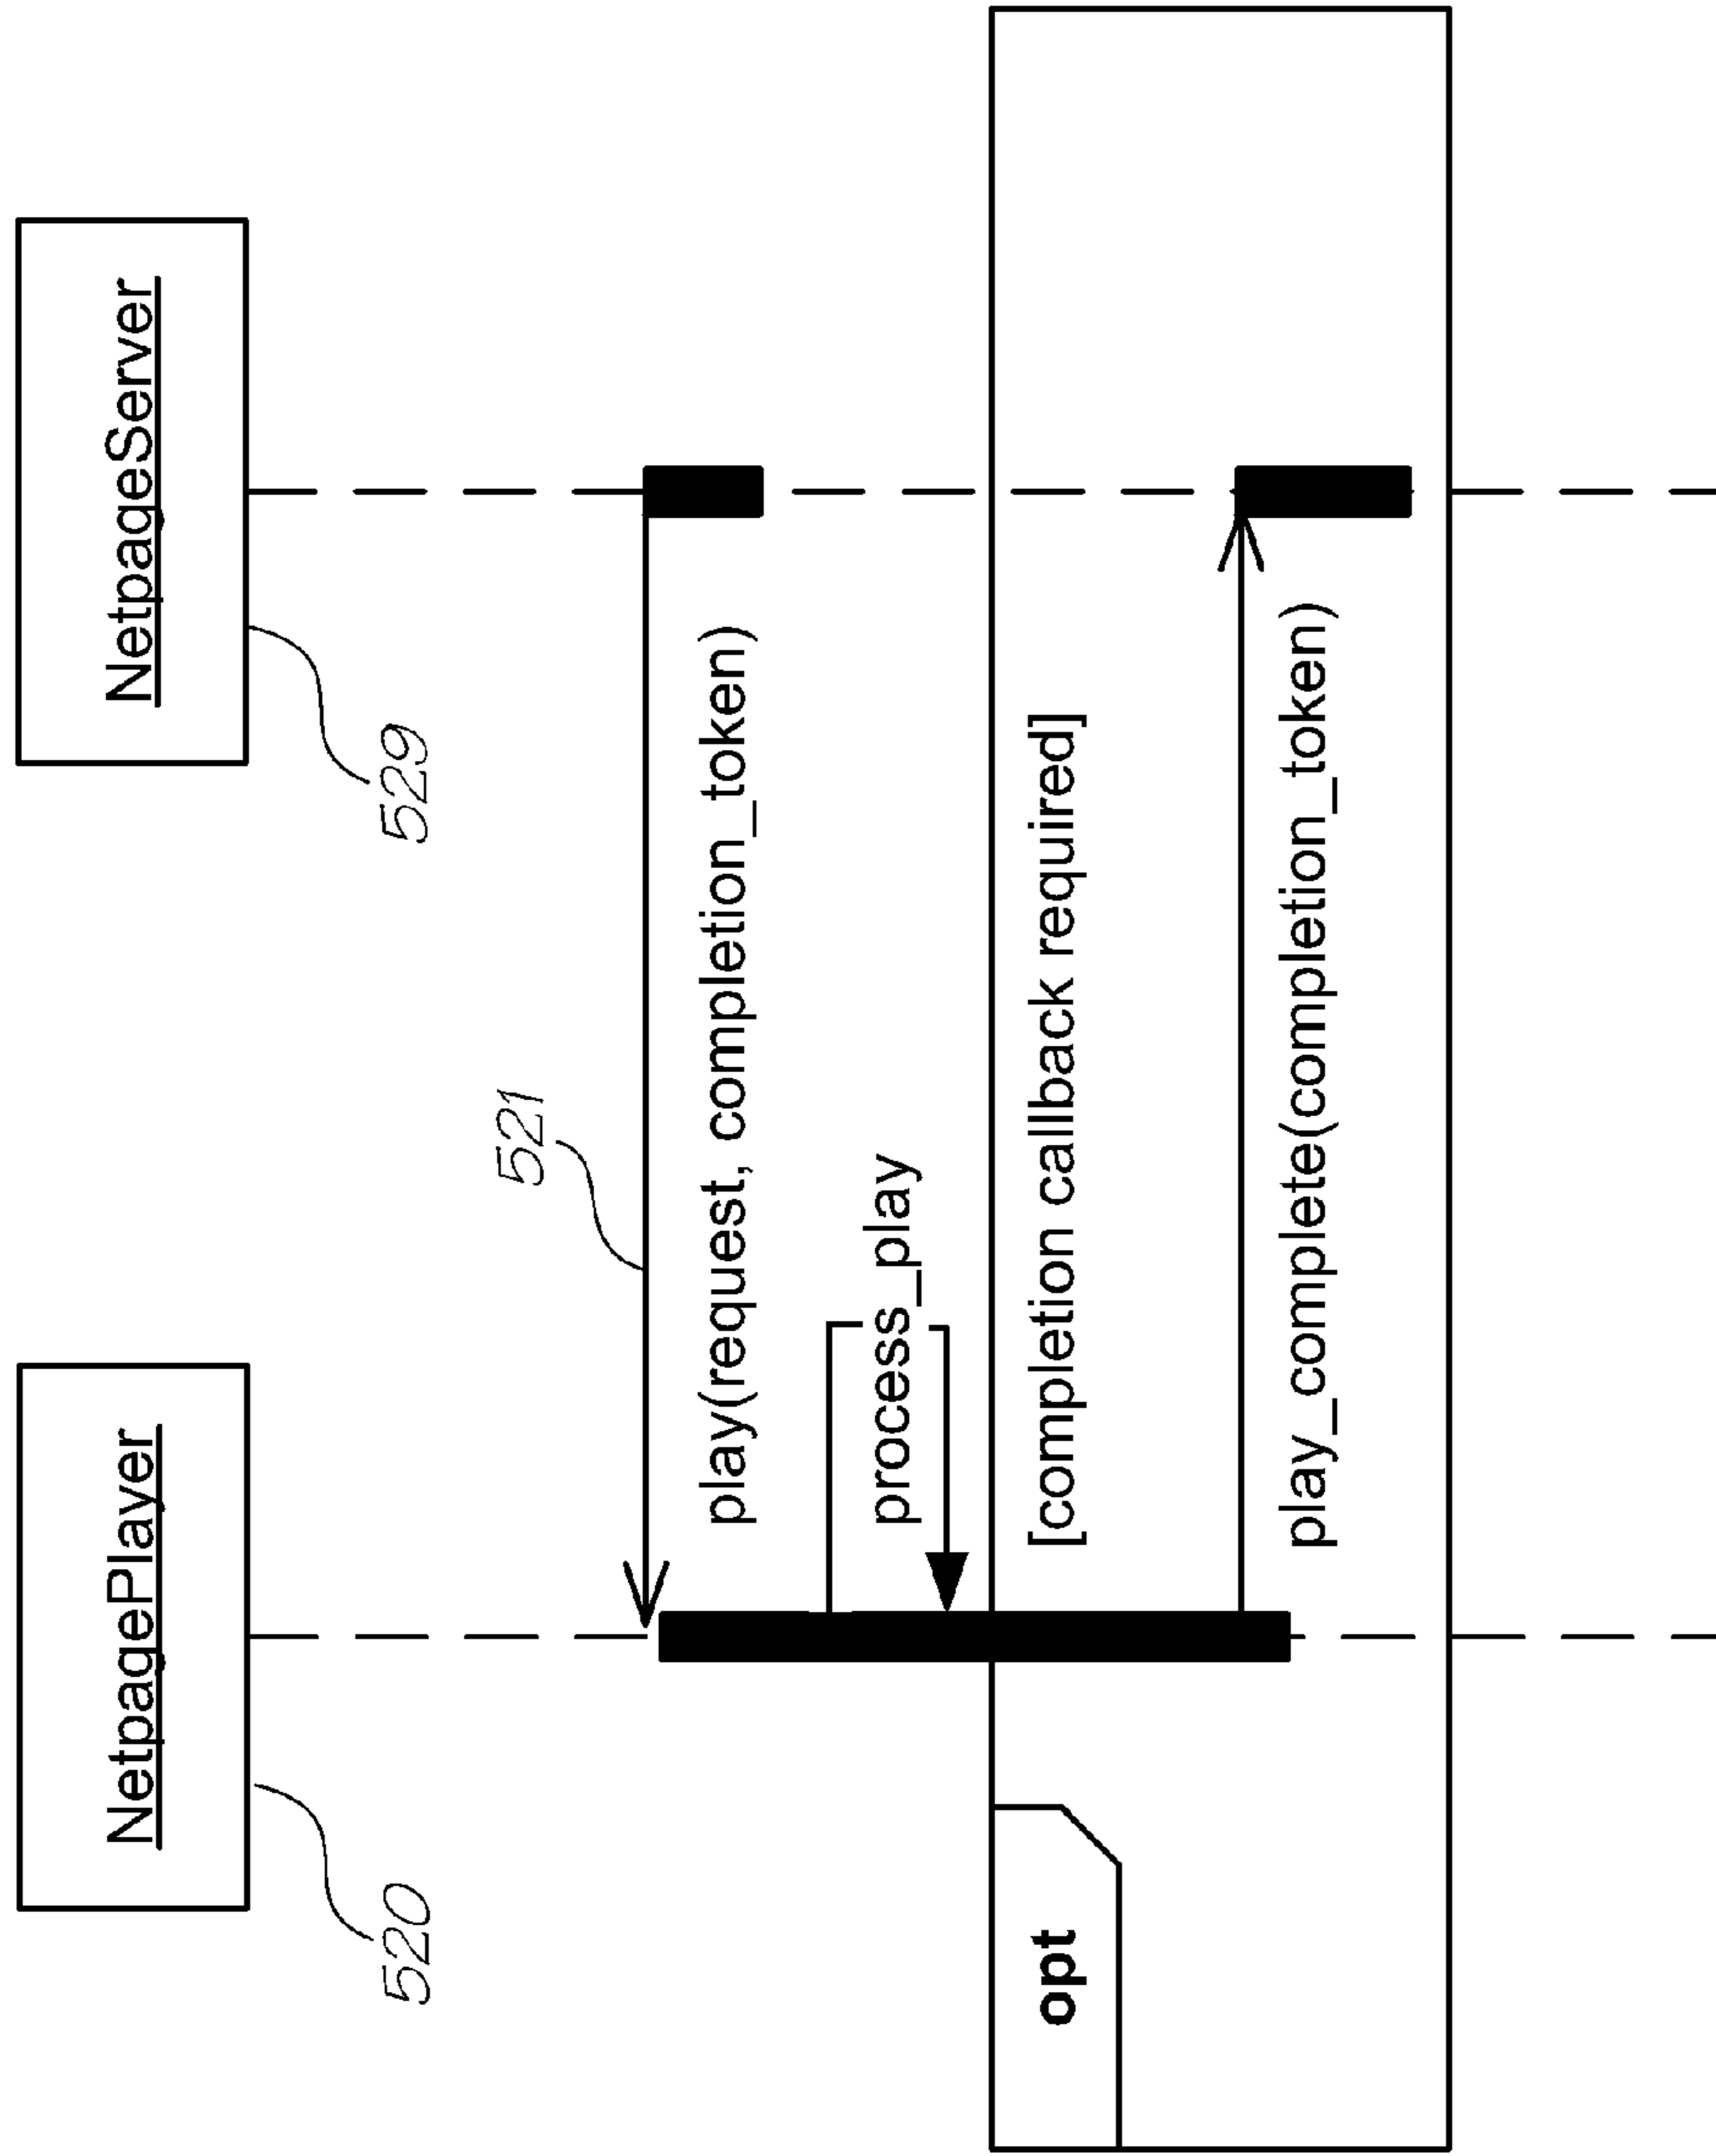 NetpagePlayer
NetpageServer
520
529
521
play(request, completion_token)
process_play
opt
[completion callback required]
play_complete(completion_token)